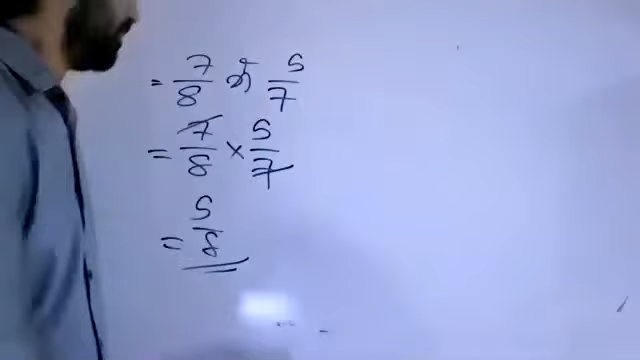 = 7/8 को 5/7
= 7/8 × 5/7
= 5/8